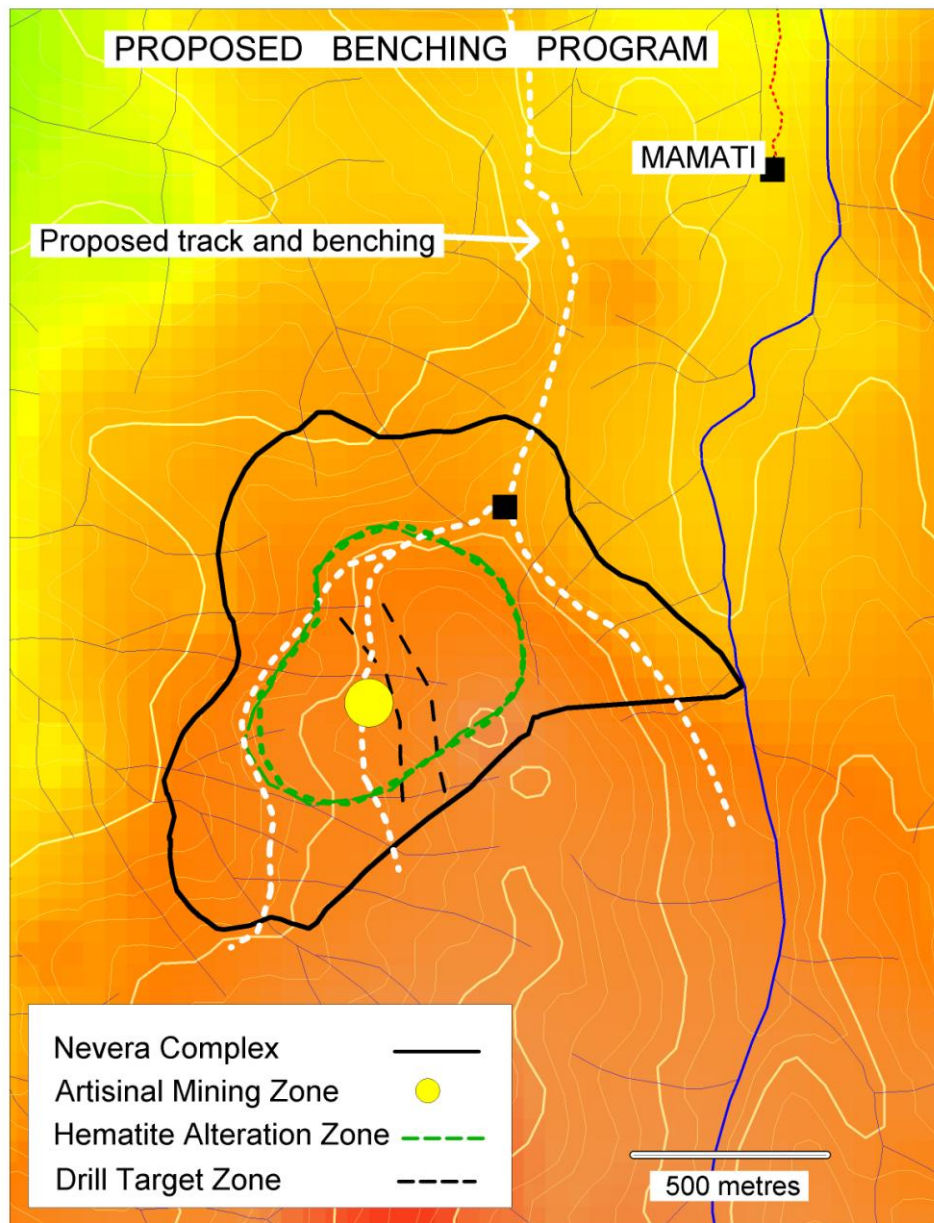 PROPOSED BENCHING PROGRAM
MAMATI
Proposed track and benching
Nevera Complex
Artisinal Mining Zone
Hematite Alteration Zone
Drill Target Zone
500 metres